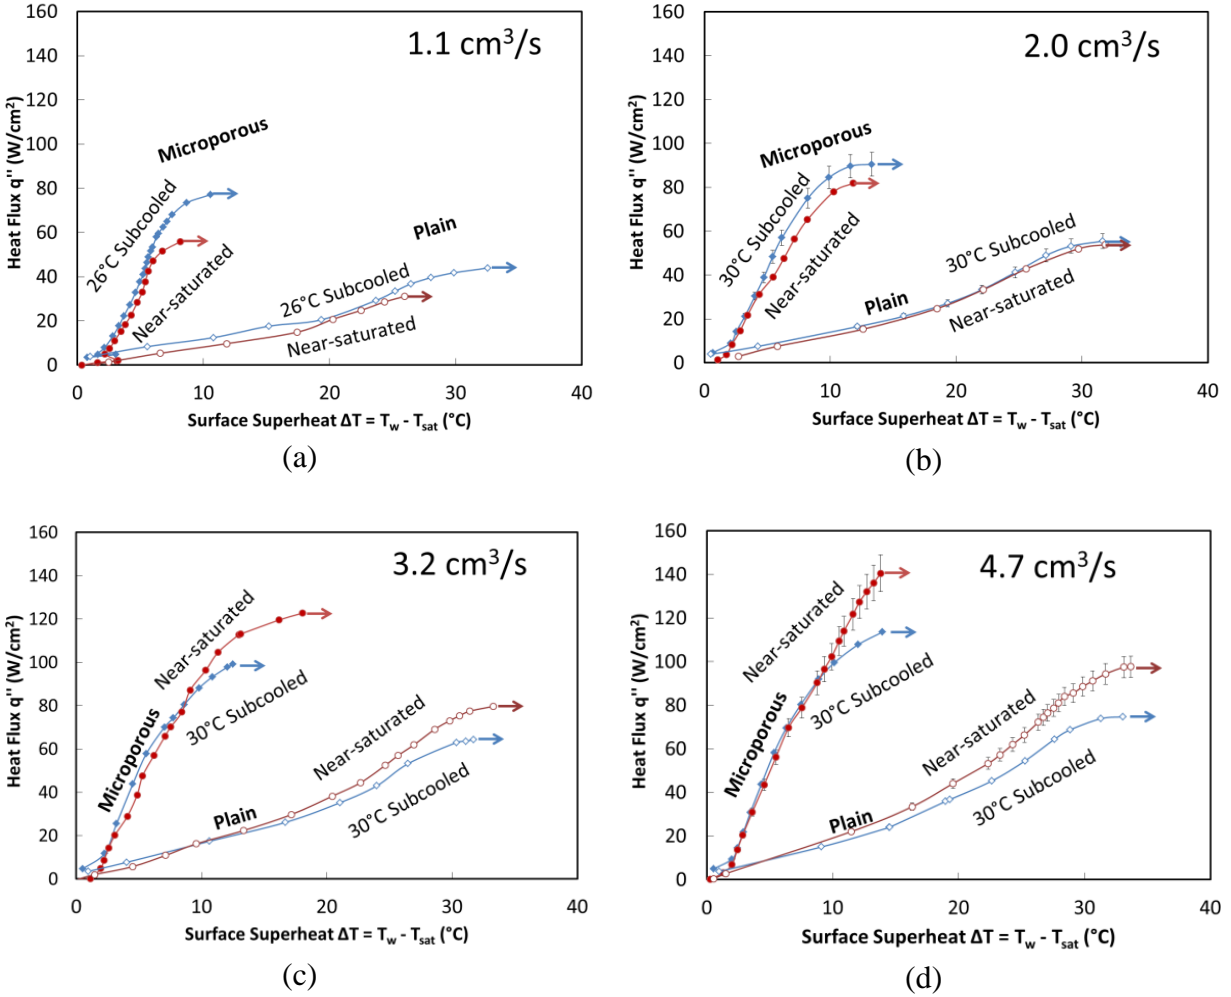 160
140
120
100
80
60
40
20
0
Heat Flux q" (W/cm²)
1.1 cm³/s
Microporous
26°C Subcooled
Near-saturated
Plain
26°C Subcooled
Near-saturated
0 10 20 30 40
Surface Superheat ΔT = Tw - Tsat (°C)
(a)
160
140
120
100
80
60
40
20
0
Heat Flux q" (W/cm²)
2.0 cm³/s
Microporous
30°C Subcooled
Near-saturated
Plain
30°C Subcooled
Near-saturated
0 10 20 30 40
Surface Superheat ΔT = Tw - Tsat (°C)
(b)
160
140
120
100
80
60
40
20
0
Heat Flux q" (W/cm²)
3.2 cm³/s
Near-saturated
Microporous
30°C Subcooled
Near-saturated
Plain
30°C Subcooled
0 10 20 30 40
Surface Superheat ΔT = Tw - Tsat (°C)
(c)
160
140
120
100
80
60
40
20
0
Heat Flux q" (W/cm²)
4.7 cm³/s
Near-saturated
Microporous
30°C Subcooled
Near-saturated
Plain
30°C Subcooled
0 10 20 30 40
Surface Superheat ΔT = Tw - Tsat (°C)
(d)